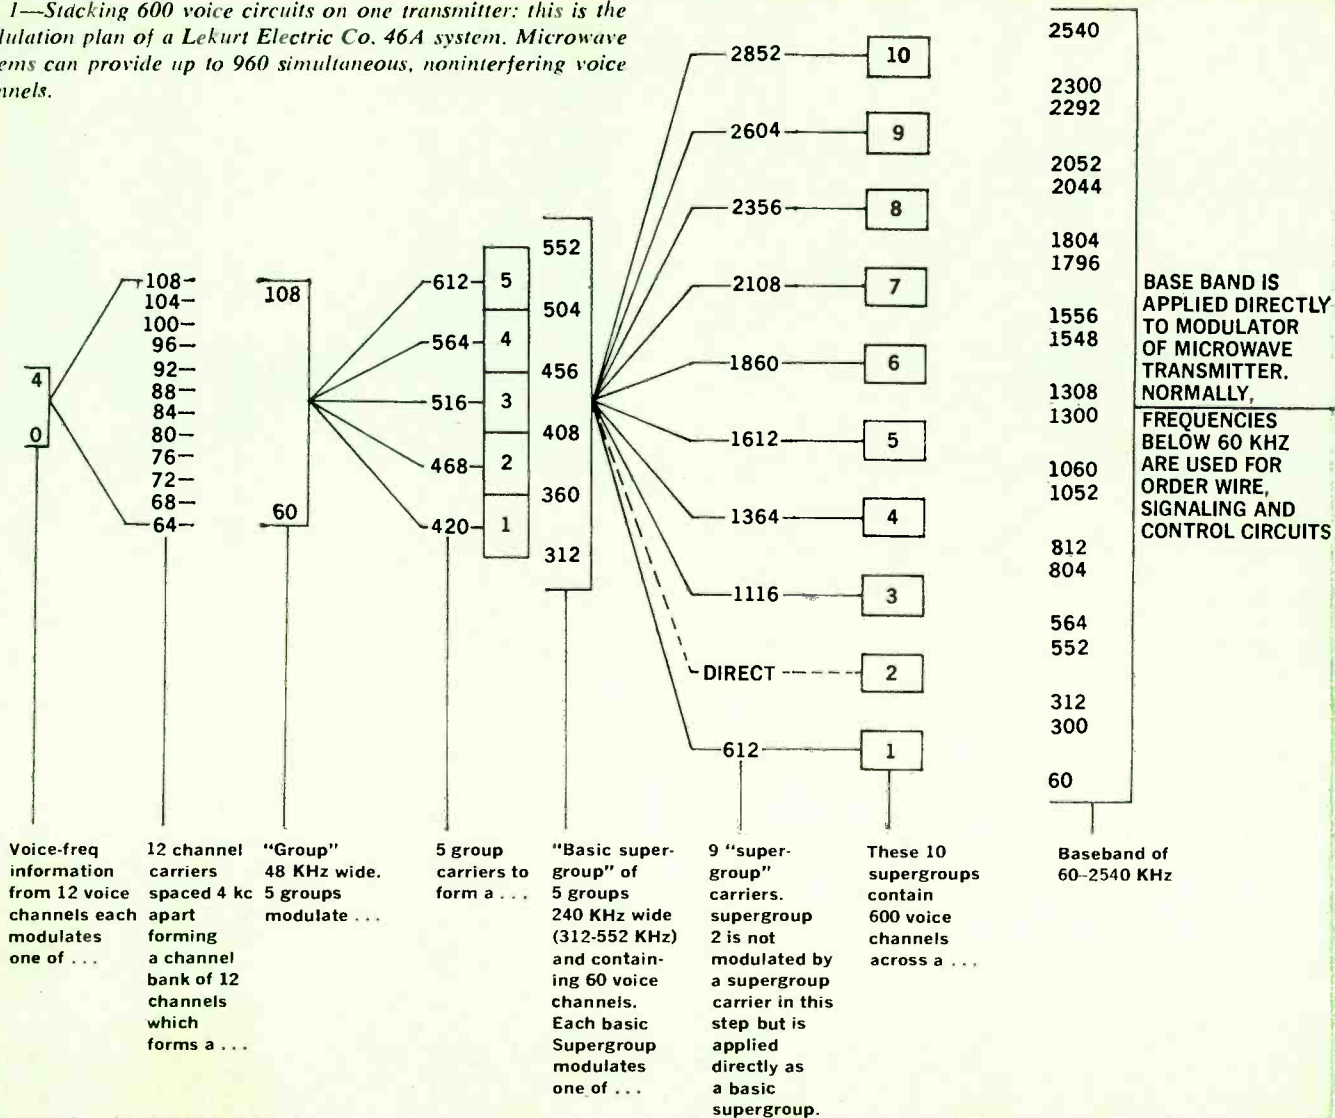 1—Stacking 600 voice circuits on one transmitter: this is the
ulation plan of a Lekurt Electric Co. 46A system. Microwave
ems can provide up to 960 simultaneous, noninterfering voice
nnels.
4
0
108
104
100
96
92
88
84
80
76
72
68
64
108
60
612
564
516
468
420
5
4
3
2
1
552
504
456
408
360
312
2852
2604
2356
2108
1860
1612
1364
1116
DIRECT
612
10
9
8
7
6
5
4
3
2
1
2540
2300
2292
2052
2044
1804
1796
1556
1548
1308
1300
1060
1052
812
804
564
552
312
300
60
BASE BAND IS
APPLIED DIRECTLY
TO MODULATOR
OF MICROWAVE
TRANSMITTER.
NORMALLY,
FREQUENCIES
BELOW 60 KHZ
ARE USED FOR
ORDER WIRE,
SIGNALING AND
CONTROL CIRCUITS
Voice-freq
information
from 12 voice
channels each
modulates
one of ...
12 channel
carriers
spaced 4 kc
apart
forming
a channel
bank of 12
channels
which
forms a ...
"Group"
48 KHz wide.
5 groups
modulate ...
5 group
carriers to
form a ...
"Basic super-
group" of
5 groups
240 KHz wide
(312-552 KHz)
and contain-
ing 60 voice
channels.
Each basic
Supergroup
modulates
one of ...
9 "super-
group"
carriers.
supergroup
2 is not
modulated by
a supergroup
carrier in this
step but is
applied
directly as
a basic
supergroup.
These 10
supergroups
contain
600 voice
channels
across a ...
Baseband of
60–2540 KHz